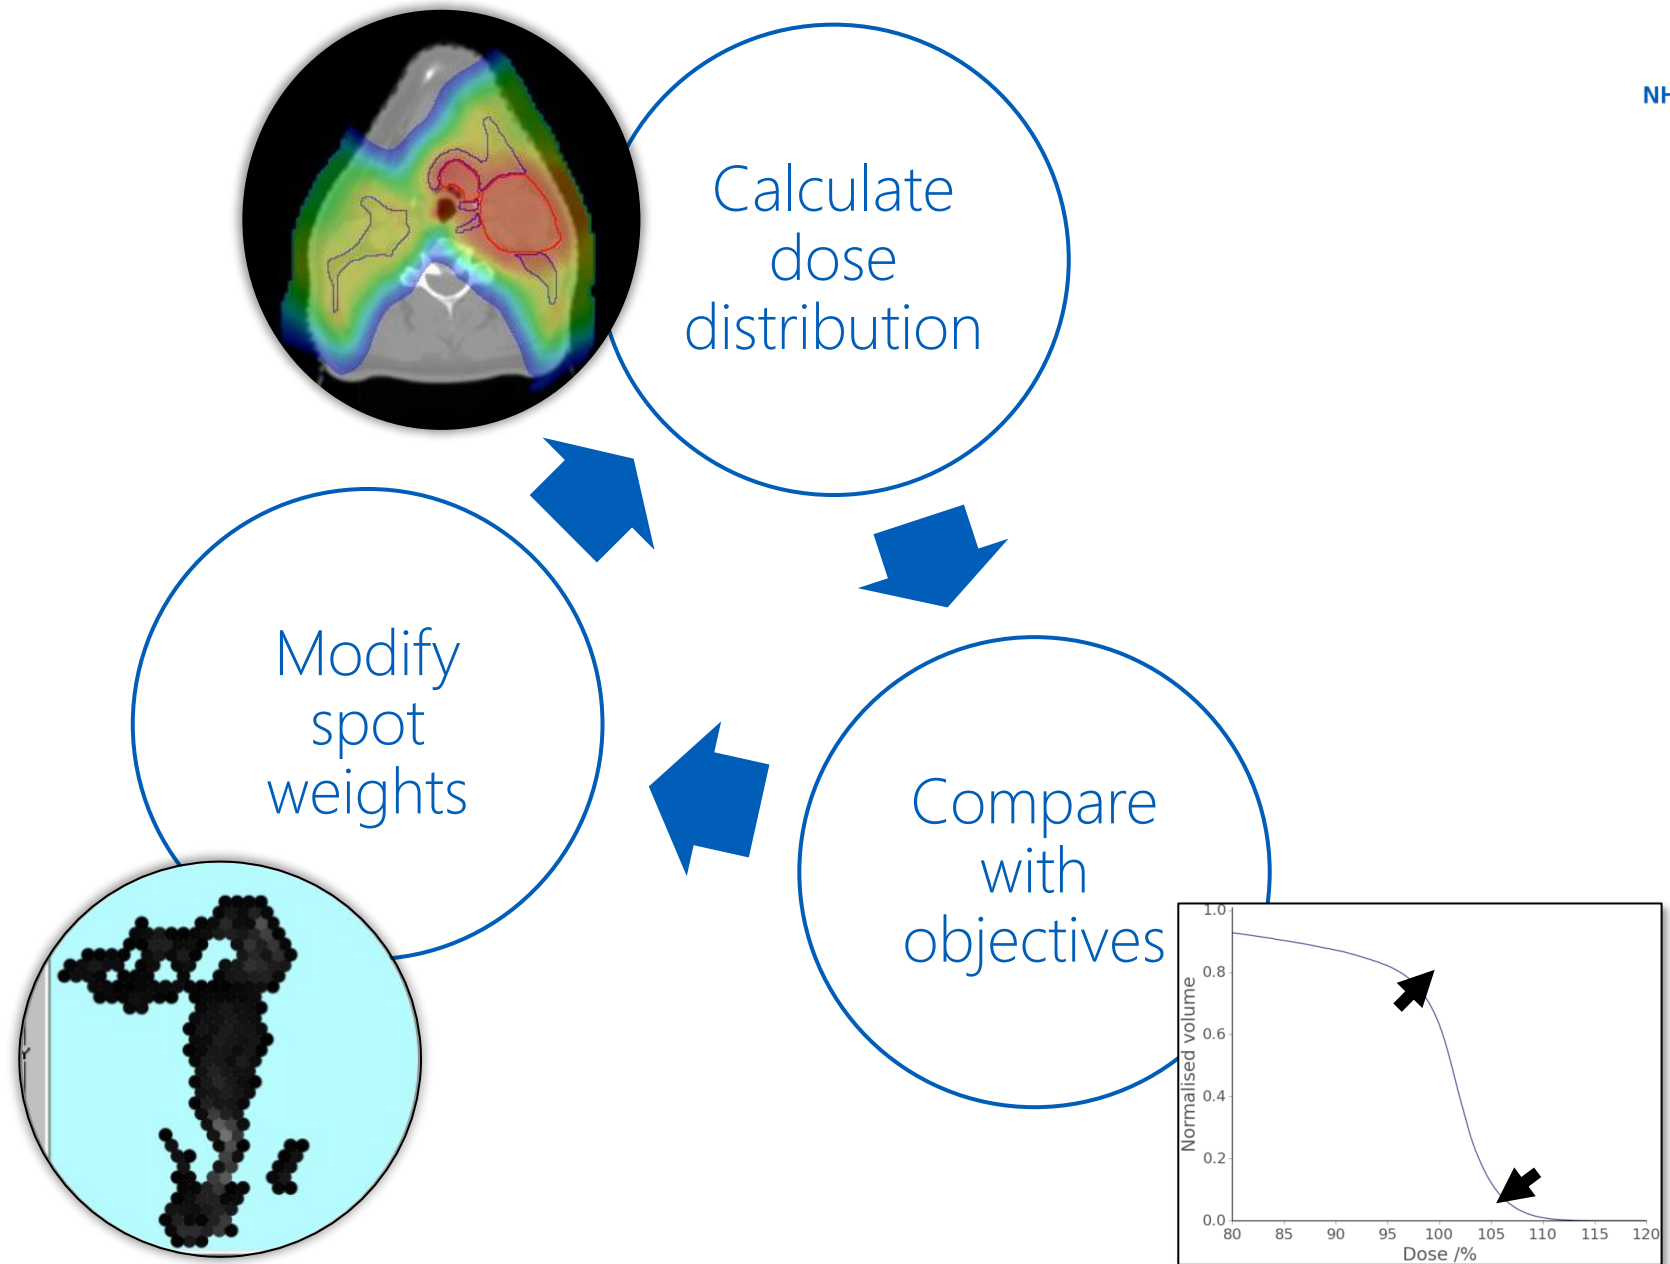 NH
Calculate
dose
distribution
Modify
spot
weights
Compare
with
objectives
Y
1.0
0.8
0.6
0.4
0.2
0.0
Normalised volume
80 85 90 95 100 105 110 115 120
Dose /%